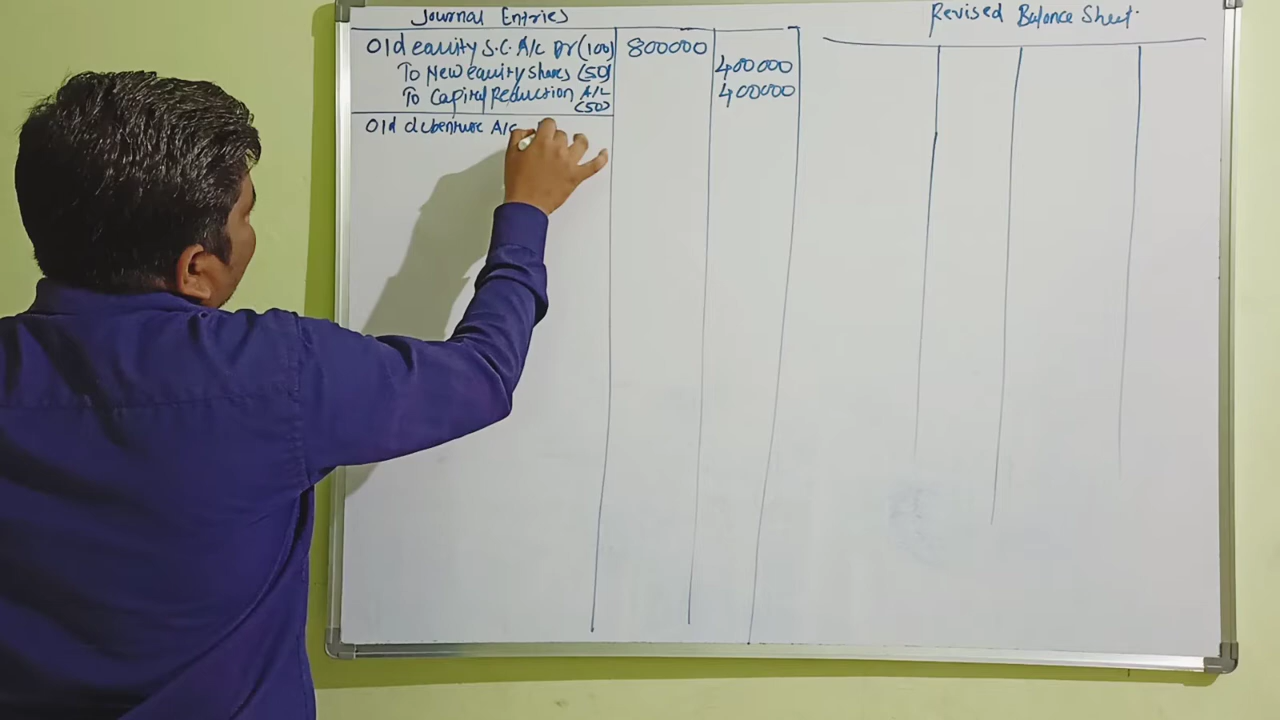 Journal Entries
Old equity S.C. A/C Dr (100) 800000
To New equity shares (50) 400000
To Capital Reduction A/C 400000
(50)
Old debenture A/c
Revised Balance Sheet.